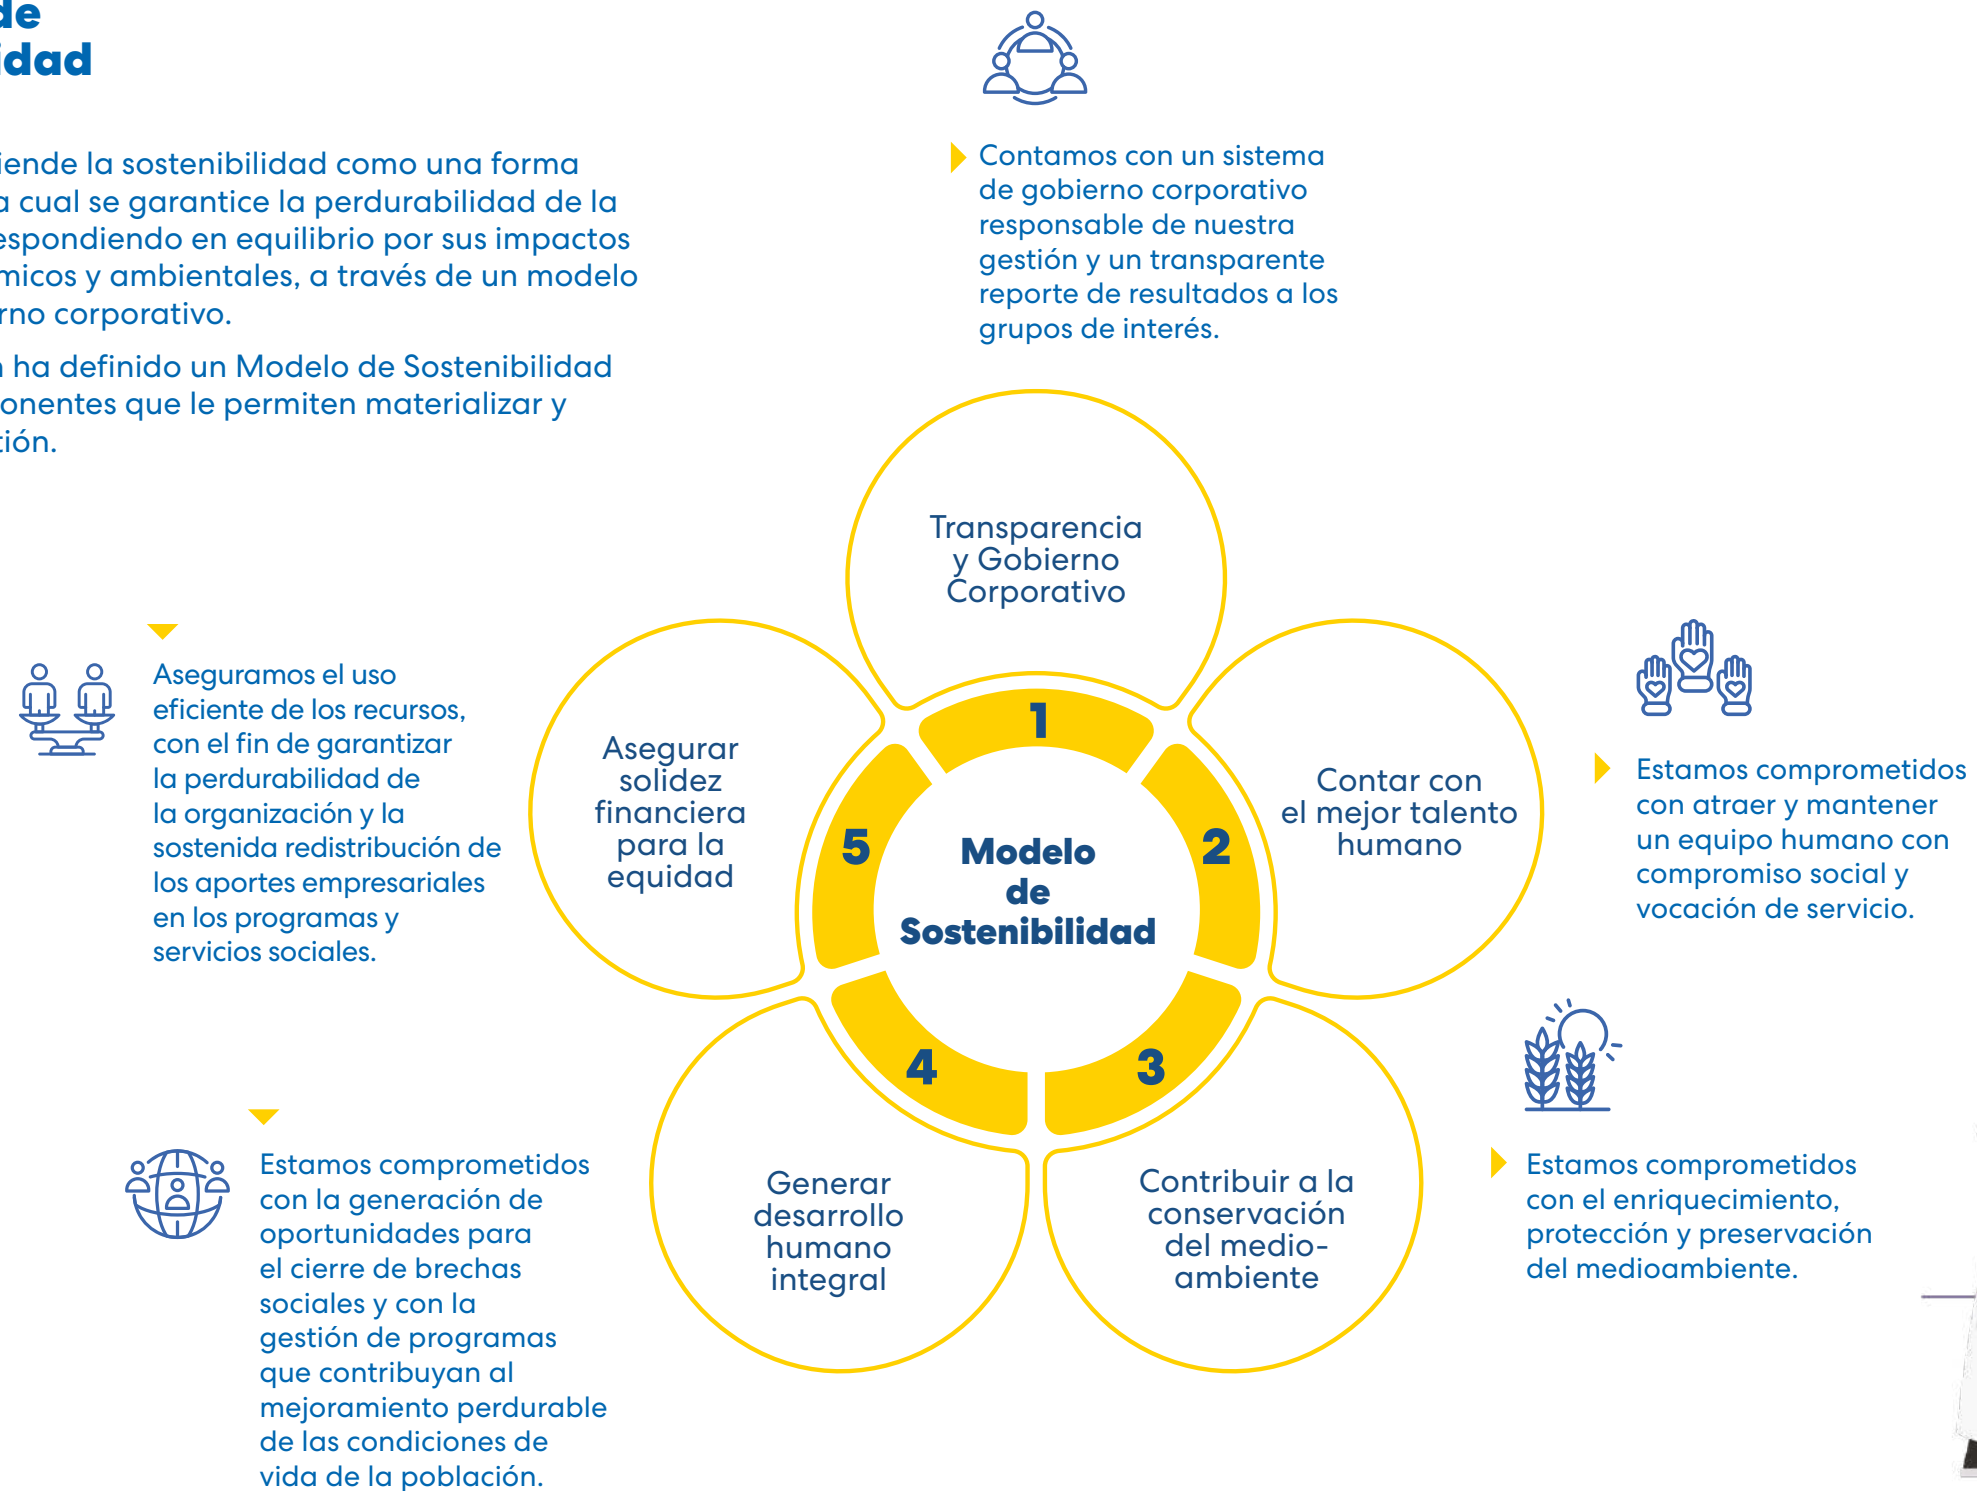 de
idad
iende la sostenibilidad como una forma
a cual se garantice la perdurabilidad de la
espondiendo en equilibrio por sus impactos
micos y ambientales, a través de un modelo
rno corporativo.
ha definido un Modelo de Sostenibilidad
onentes que le permiten materializar y
tión.
Contamos con un sistema
de gobierno corporativo
responsable de nuestra
gestión y un transparente
reporte de resultados a los
grupos de interés.
Transparencia
y Gobierno
Corporativo
Aseguramos el uso
eficiente de los recursos,
con el fin de garantizar
la perdurabilidad de
la organización y la
sostenida redistribución de
los aportes empresariales
en los programas y
servicios sociales.
Asegurar
solidez
financiera
para la
equidad
1
2
3
4
5
Modelo
de
Sostenibilidad
Contar con
el mejor talento
humano
Estamos comprometidos
con atraer y mantener
un equipo humano con
compromiso social y
vocación de servicio.
Estamos comprometidos
con la generación de
oportunidades para
el cierre de brechas
sociales y con la
gestión de programas
que contribuyan al
mejoramiento perdurable
de las condiciones de
vida de la población.
Generar
desarrollo
humano
integral
Contribuir a la
conservación
del medio-
ambiente
Estamos comprometidos
con el enriquecimiento,
protección y preservación
del medioambiente.